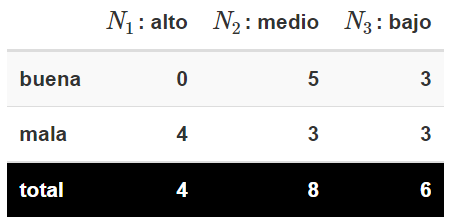 N₁: alto N₂: medio N₃: bajo
buena 0 5 3
mala 4 3 3
total 4 8 6